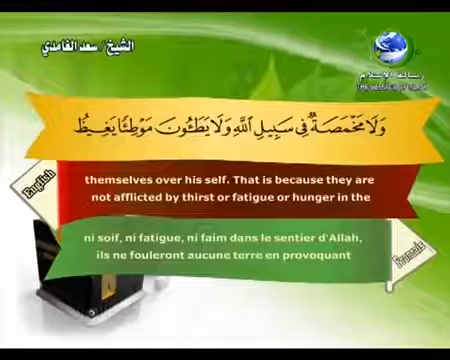 الشيخ / سعد الغامدي
رسالة الإسلام
THE MESSAGE OF ISLAM
وَلَا مَخْمَصَةٌ فِي سَبِيلِ اللَّهِ وَلَا يَطَئُونَ مَوْطِئًا يَغِيظُ
English
themselves over his self. That is because they are
not afflicted by thirst or fatigue or hunger in the
ni soif, ni fatigue, ni faim dans le sentier d'Allah,
ils ne fouleront aucune terre en provoquant
Francais